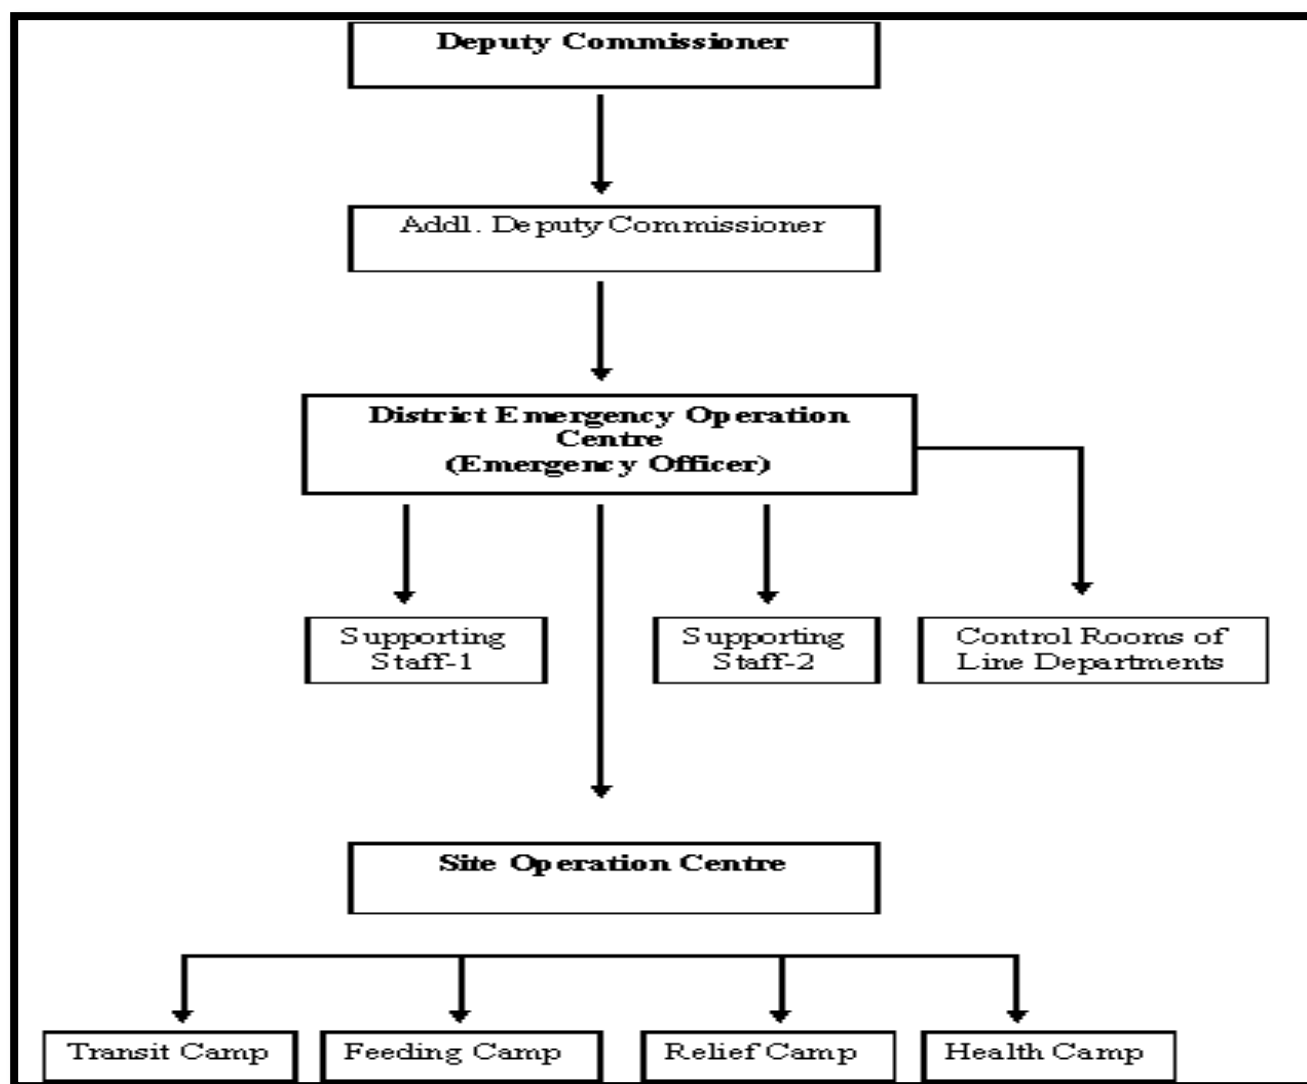 Deputy Commissioner
Addl. Deputy Commissioner
District Emergency Operation
Centre
(Emergency Officer)
Supporting
Staff-1
Supporting
Staff-2
Control Rooms of
Line Departments
Site Operation Centre
Transit Camp
Feeding Camp
Relief Camp
Health Camp